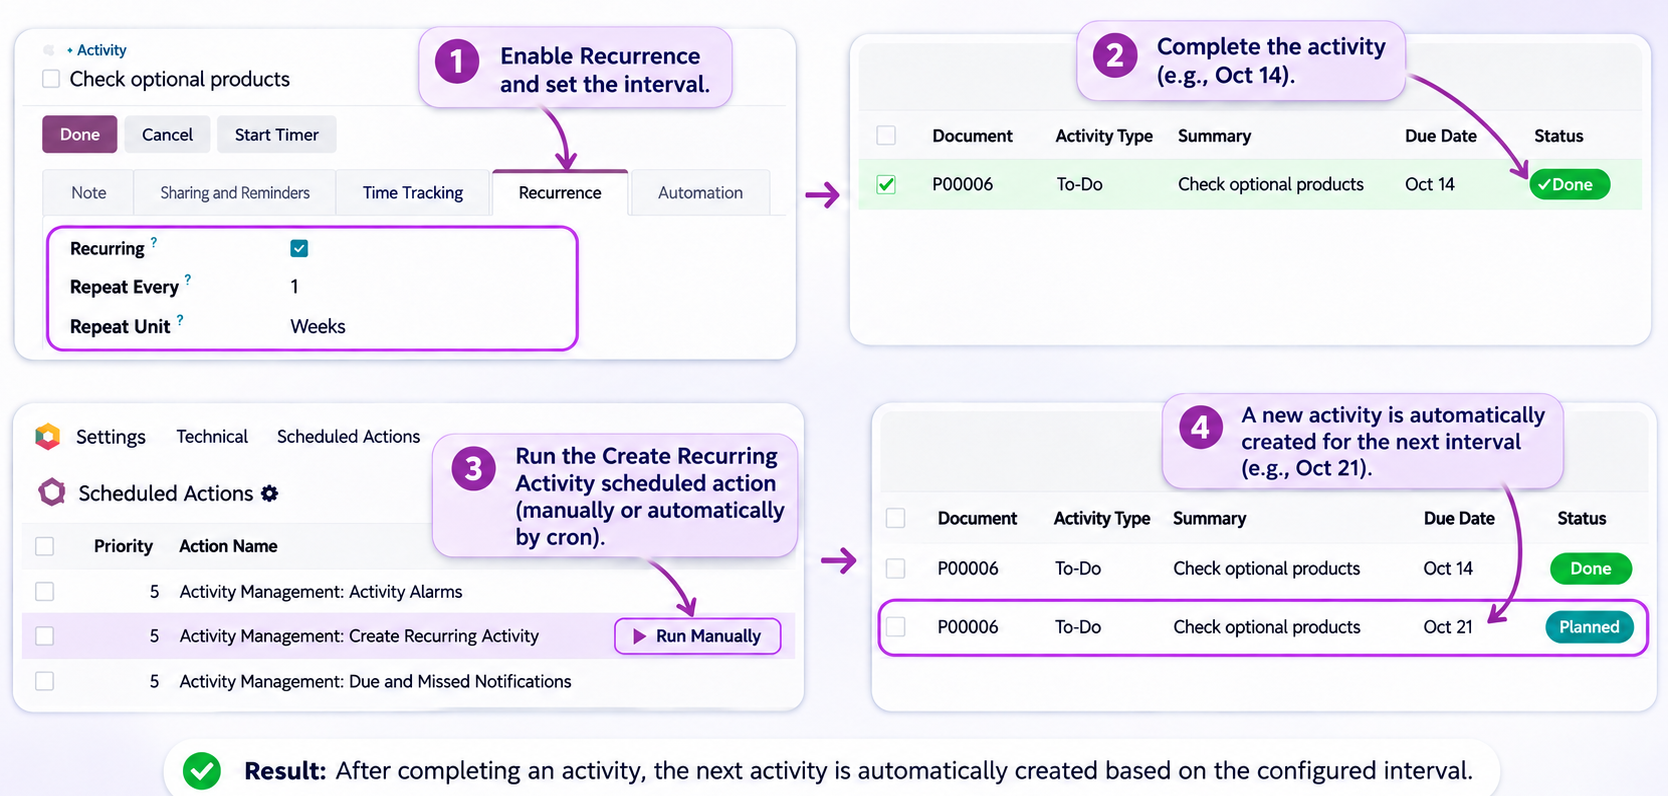 + Activity
Check optional products
1 Enable Recurrence
and set the interval.
Done Cancel Start Timer
Note Sharing and Reminders Time Tracking Recurrence Automation
Recurring ?
Repeat Every ? 1
Repeat Unit ? Weeks
2 Complete the activity
(e.g., Oct 14).
Document Activity Type Summary Due Date Status
P00006 To-Do Check optional products Oct 14 ✓Done
Settings Technical Scheduled Actions
Scheduled Actions
3 Run the Create Recurring
Activity scheduled action
(manually or automatically
by cron).
Priority Action Name
5 Activity Management: Activity Alarms
5 Activity Management: Create Recurring Activity Run Manually
5 Activity Management: Due and Missed Notifications
4 A new activity is automatically
created for the next interval
(e.g., Oct 21).
Document Activity Type Summary Due Date Status
P00006 To-Do Check optional products Oct 14 Done
P00006 To-Do Check optional products Oct 21 Planned
Result: After completing an activity, the next activity is automatically created based on the configured interval.